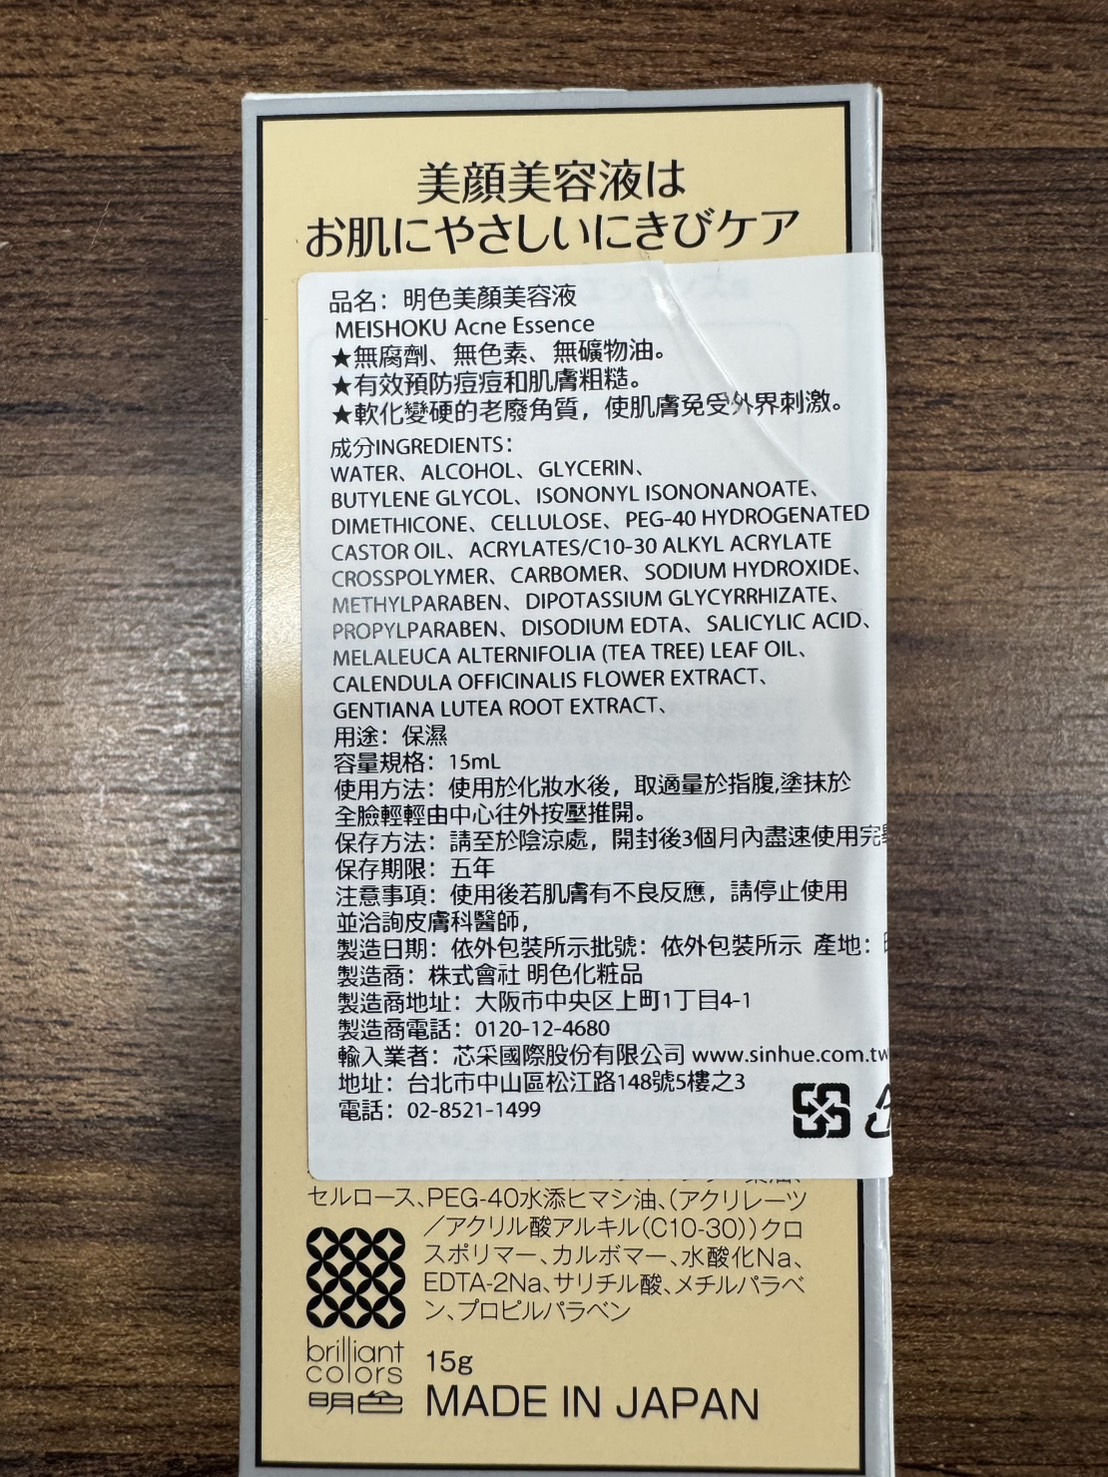 美顔美容液は
お肌にやさしいにきびケア
品名：明色美顏美容液
MEISHOKU Acne Essence
★無腐劑、無色素、無礦物油。
★有效預防痘痘和肌膚粗糙。
★軟化變硬的老廢角質，使肌膚免受外界刺激。
成分INGREDIENTS：
WATER、ALCOHOL、GLYCERIN、
BUTYLENE GLYCOL、ISONONYL ISONONANOATE、
DIMETHICONE、CELLULOSE、PEG-40 HYDROGENATED
CASTOR OIL、ACRYLATES/C10-30 ALKYL ACRYLATE
CROSSPOLYMER、CARBOMER、SODIUM HYDROXIDE、
METHYLPARABEN、DIPOTASSIUM GLYCYRRHIZATE、
PROPYLPARABEN、DISODIUM EDTA、SALICYLIC ACID、
MELALEUCA ALTERNIFOLIA (TEA TREE) LEAF OIL、
CALENDULA OFFICINALIS FLOWER EXTRACT、
GENTIANA LUTEA ROOT EXTRACT、
用途：保濕
容量規格：15mL
使用方法：使用於化妝水後，取適量於指腹,塗抹於
全臉輕輕由中心往外按壓推開。
保存方法：請至於陰涼處，開封後3個月內盡速使用完
保存期限：五年
注意事項：使用後若肌膚有不良反應，請停止使用
並洽詢皮膚科醫師，
製造日期：依外包裝所示批號：依外包裝所示 產地：
製造商：株式會社 明色化粧品
製造商地址：大阪市中央区上町1丁目4-1
製造商電話：0120-12-4680
輸入業者：芯采國際股份有限公司 www.sinhue.com.tw
地址：台北市中山區松江路148號5樓之3
電話：02-8521-1499
セルロース、PEG-40水添ヒマシ油、（アクリレーツ
／アクリル酸アルキル（C10-30））クロ
スポリマー、カルボマー、水酸化Na、
EDTA-2Na、サリチル酸、メチルパラベ
ン、プロピルパラベン
brilliant
colors
明色
15g
MADE IN JAPAN